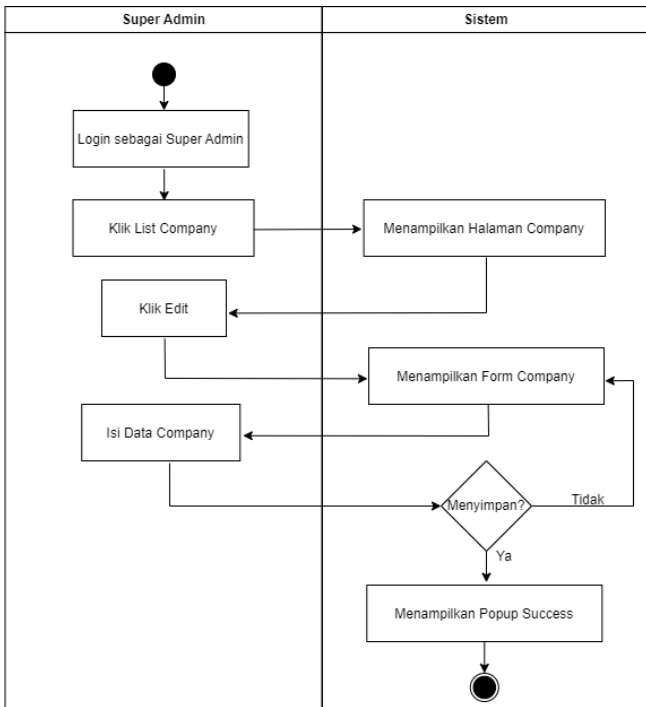 Super Admin
Sistem
Login sebagai Super Admin
Klik List Company
Menampilkan Halaman Company
Klik Edit
Menampilkan Form Company
Isi Data Company
Menyimpan?
Tidak
Ya
Menampilkan Popup Success